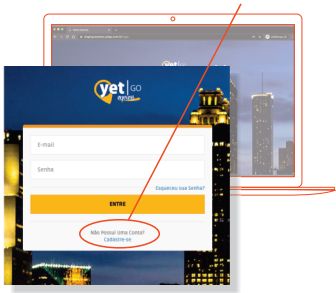 yet GO
E-mail
Senha
Esqueceu sua Senha?
ENTRE
Não Possui Uma Conta?
Cadastre-se